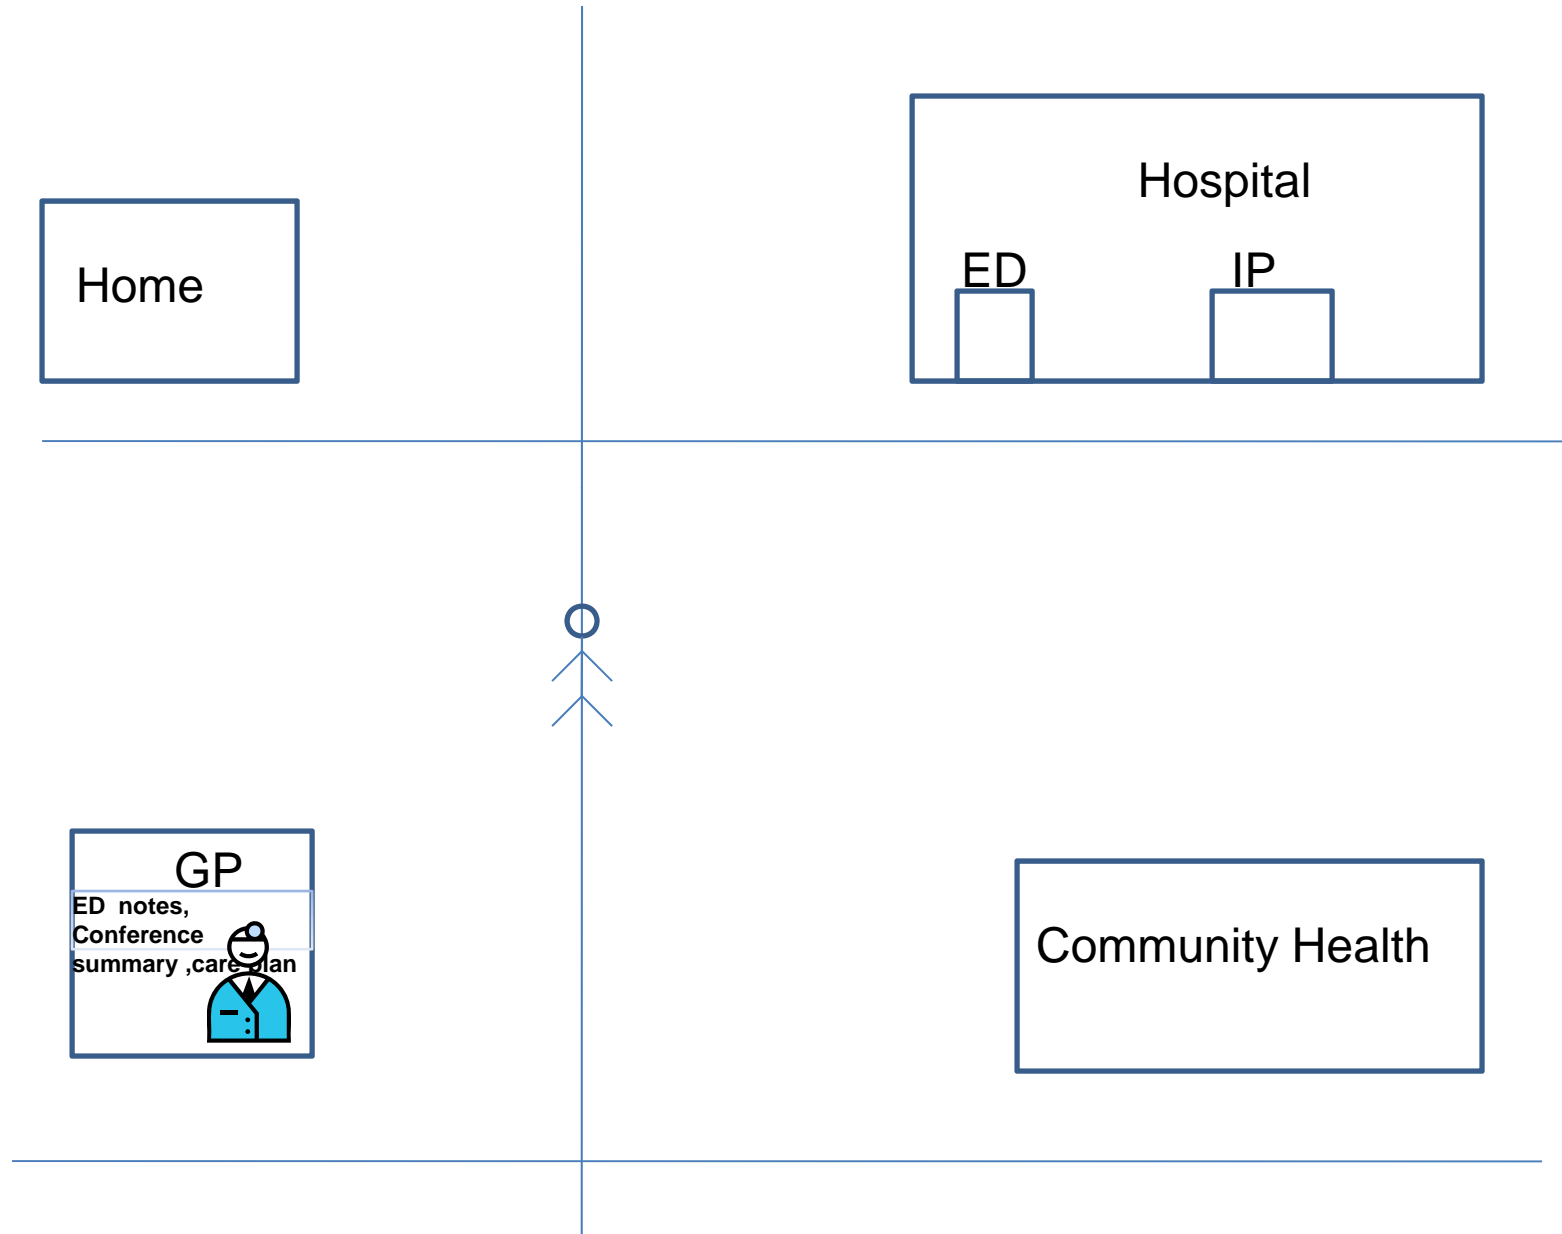 Hospital
ED
IP
Home
GP
ED  notes,
Conference
summary ,care plan
Community Health